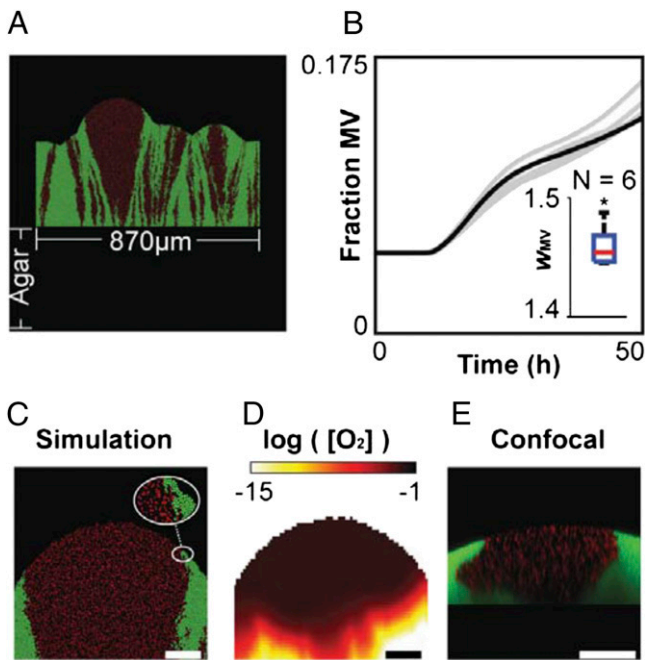 A
B
Agar
870μm
0.175
Fraction MV
0
N = 6
1.5
*
wMV
1.4
0
50
Time (h)
C
D
E
Simulation
log ( [O₂] )
Confocal
-15
-1